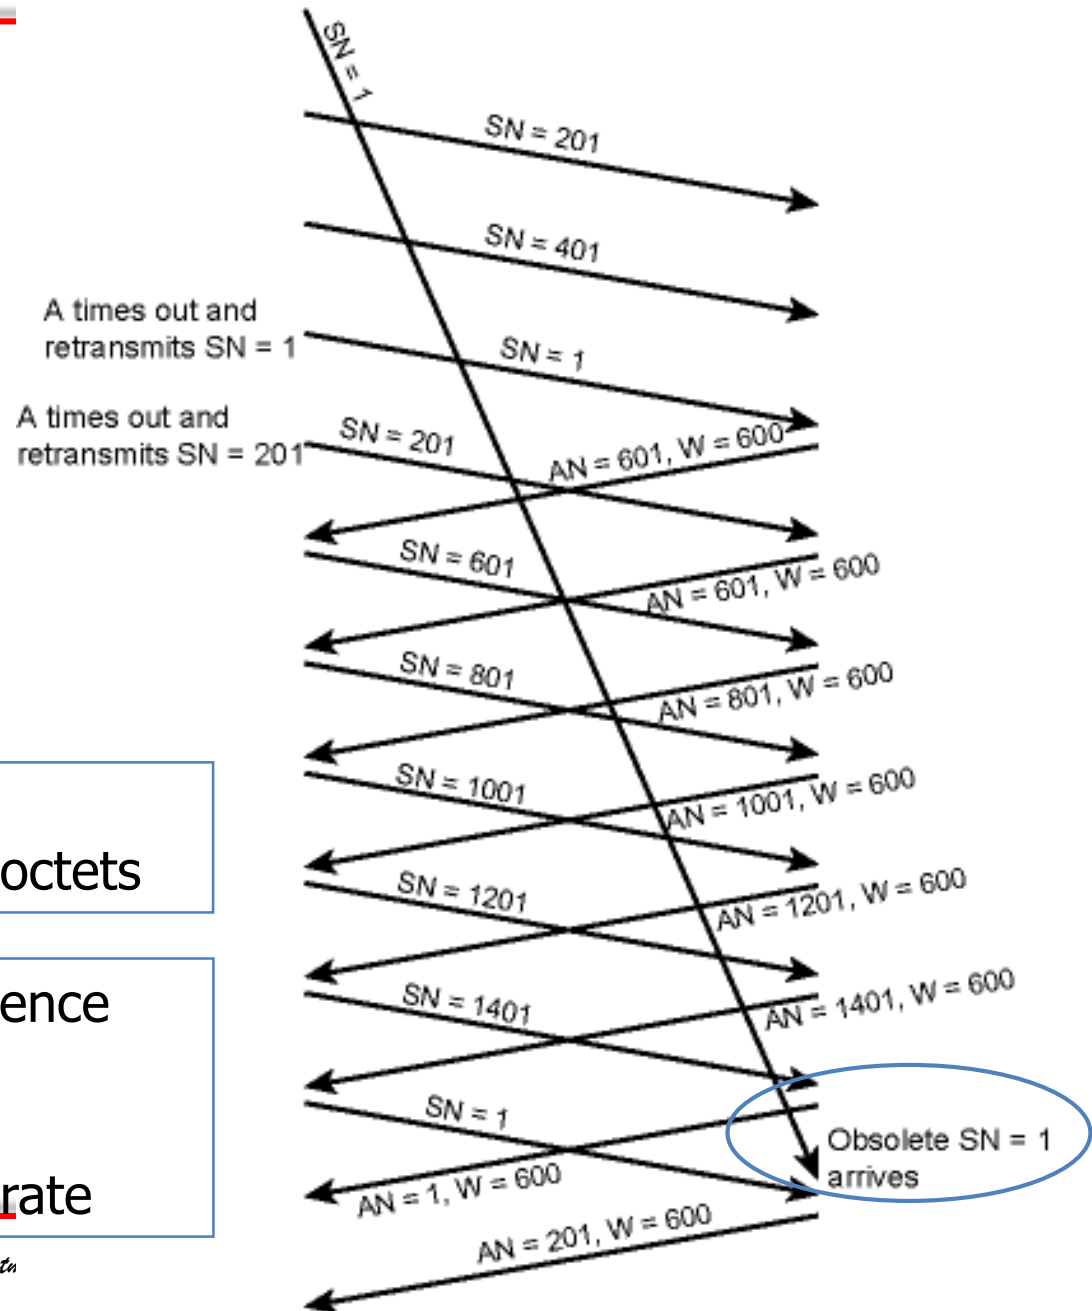 SN = 1
SN = 201
SN = 401
A times out and
retransmits SN = 1
SN = 1
A times out and
retransmits SN = 201
SN = 201
AN = 601, W = 600
SN = 601
AN = 601, W = 600
SN = 801
AN = 801, W = 600
SN = 1001
AN = 1001, W = 600
octets
SN = 1201
AN = 1201, W = 600
ence
SN = 1401
AN = 1401, W = 600
SN = 1
Obsolete SN = 1
arrives
rate
AN = 1, W = 600
AN = 201, W = 600